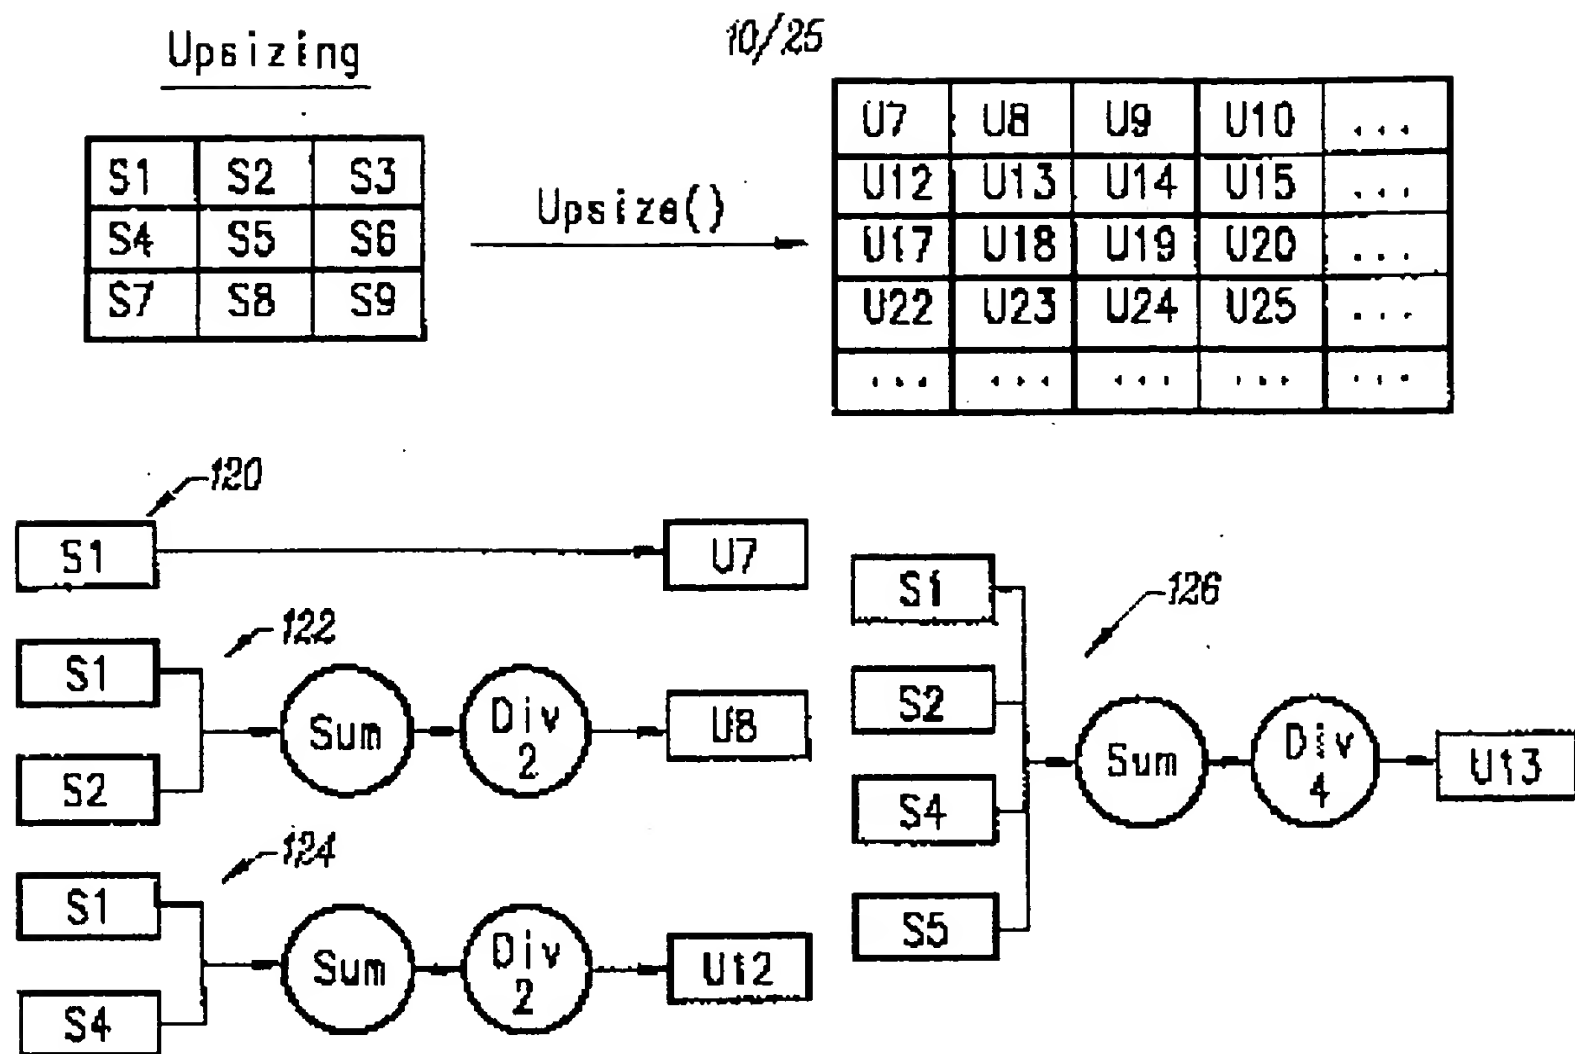 Upsizing
10/25
S1 S2 S3
S4 S5 S6
S7 S8 S9
Upsize()
U7 U8 U9 U10 ...
U12 U13 U14 U15 ...
U17 U18 U19 U20 ...
U22 U23 U24 U25 ...
... ... ... ... ...
120
S1 U7
122
S1
S2
Sum
Div 2
U8
124
S1
S4
Sum
Div 2
U12
126
S1
S2
S4
S5
Sum
Div 4
U13